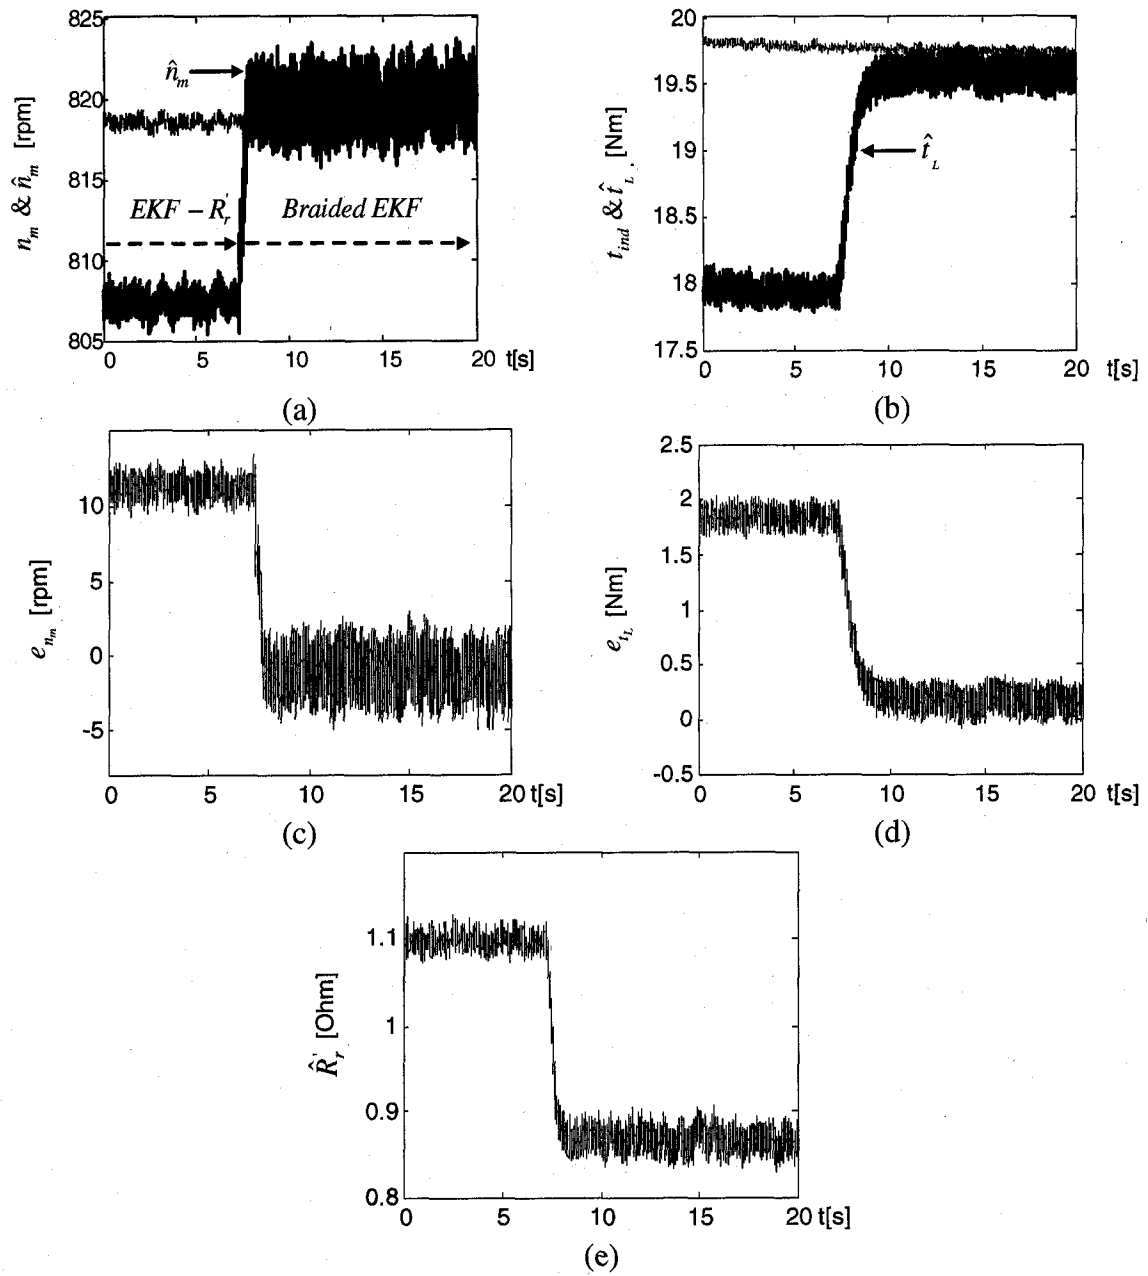 825
820
815
810
805
n_m & n̂_m [rpm]
n̂_m
EKF − R'_r
Braided EKF
0 5 10 15 20 t[s]
(a)
20
19.5
19
18.5
18
17.5
t_ind & t̂_L [Nm]
t̂_L
0 5 10 15 20 t[s]
(b)
10
5
0
-5
e_{n_m} [rpm]
0 5 10 15 20 t[s]
(c)
2.5
2
1.5
1
0.5
0
-0.5
e_{t_L} [Nm]
0 5 10 15 20 t[s]
(d)
1.1
1
0.9
0.8
R̂'_r [Ohm]
0 5 10 15 20 t[s]
(e)